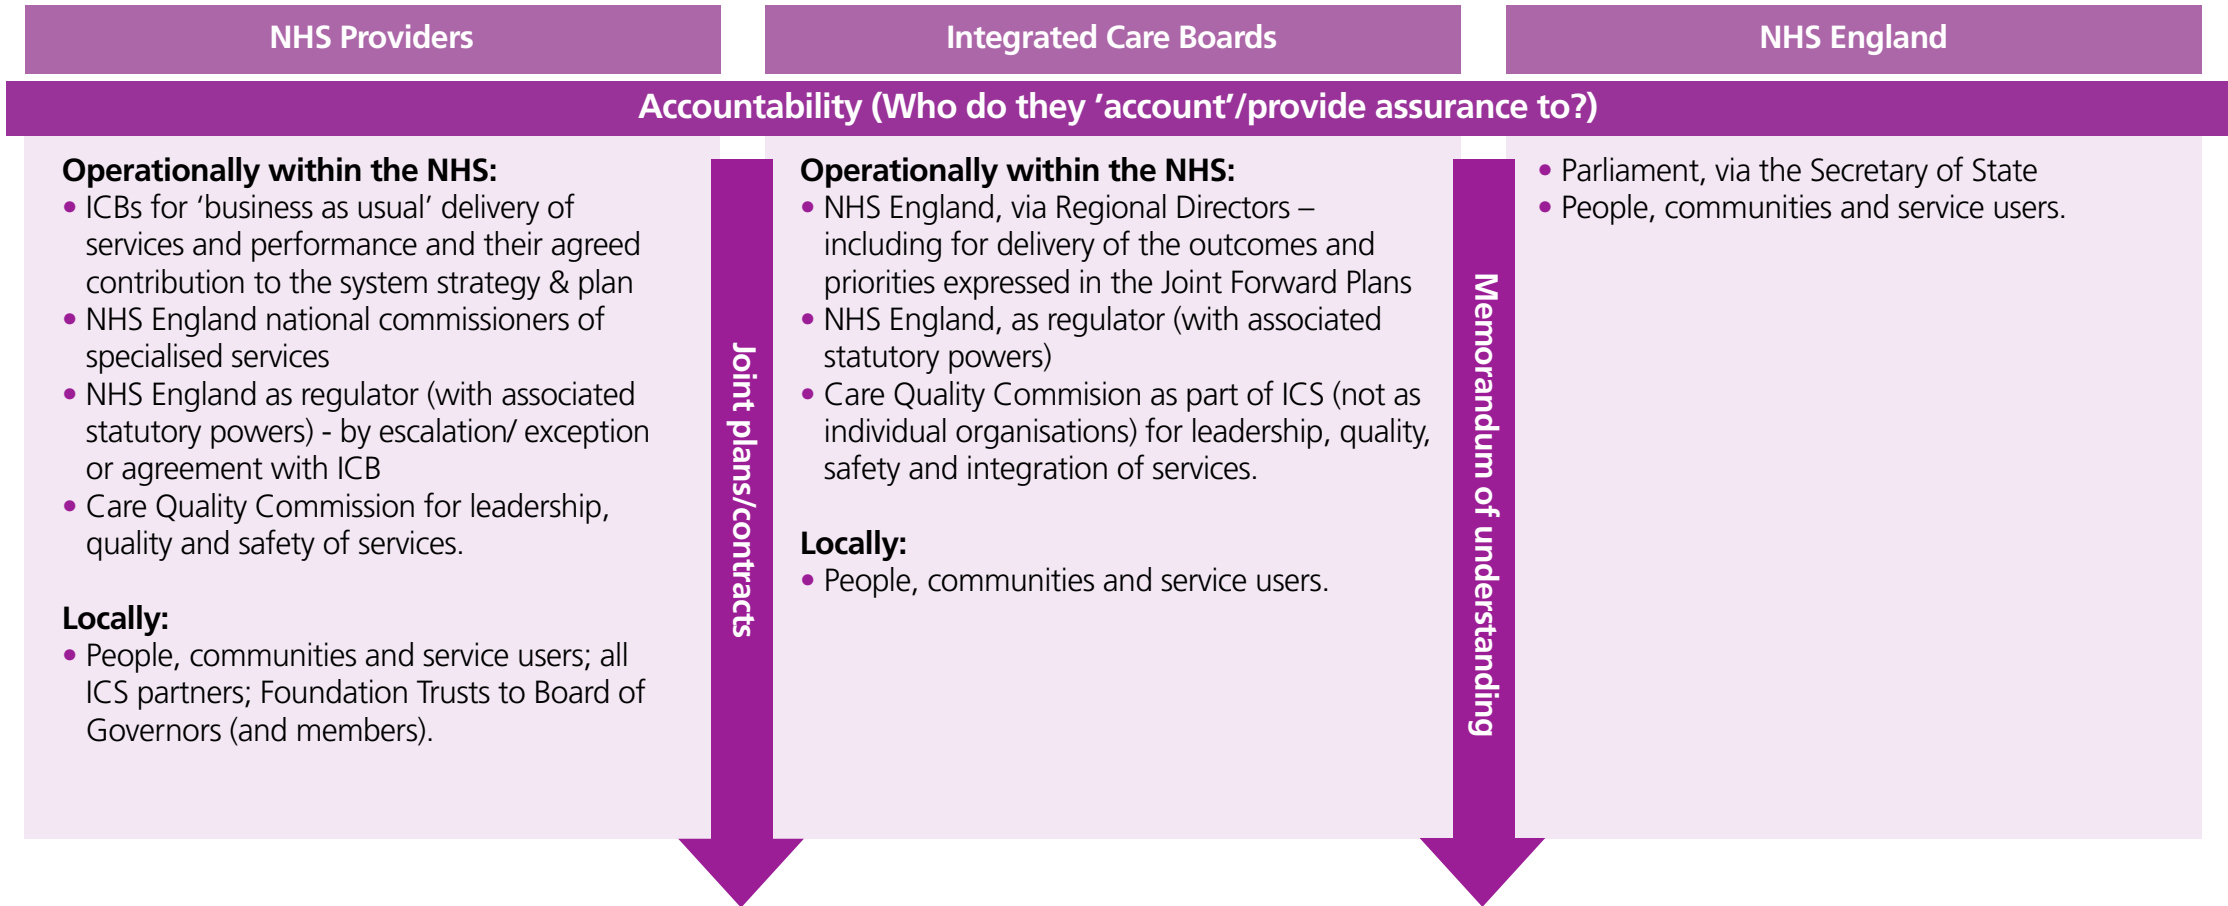 NHS Providers
Integrated Care Boards
NHS England
Accountability (Who do they ’account’/provide assurance to?)
Operationally within the NHS:
• ICBs for ‘business as usual’ delivery of
services and performance and their agreed
contribution to the system strategy & plan
• NHS England national commissioners of
specialised services
• NHS England as regulator (with associated
statutory powers) - by escalation/ exception
or agreement with ICB
• Care Quality Commission for leadership,
quality and safety of services.
Locally:
• People, communities and service users; all
ICS partners; Foundation Trusts to Board of
Governors (and members).
Joint plans/contracts
Operationally within the NHS:
• NHS England, via Regional Directors –
including for delivery of the outcomes and
priorities expressed in the Joint Forward Plans
• NHS England, as regulator (with associated
statutory powers)
• Care Quality Commision as part of ICS (not as
individual organisations) for leadership, quality,
safety and integration of services.
Locally:
• People, communities and service users.
Memorandum of understanding
• Parliament, via the Secretary of State
• People, communities and service users.